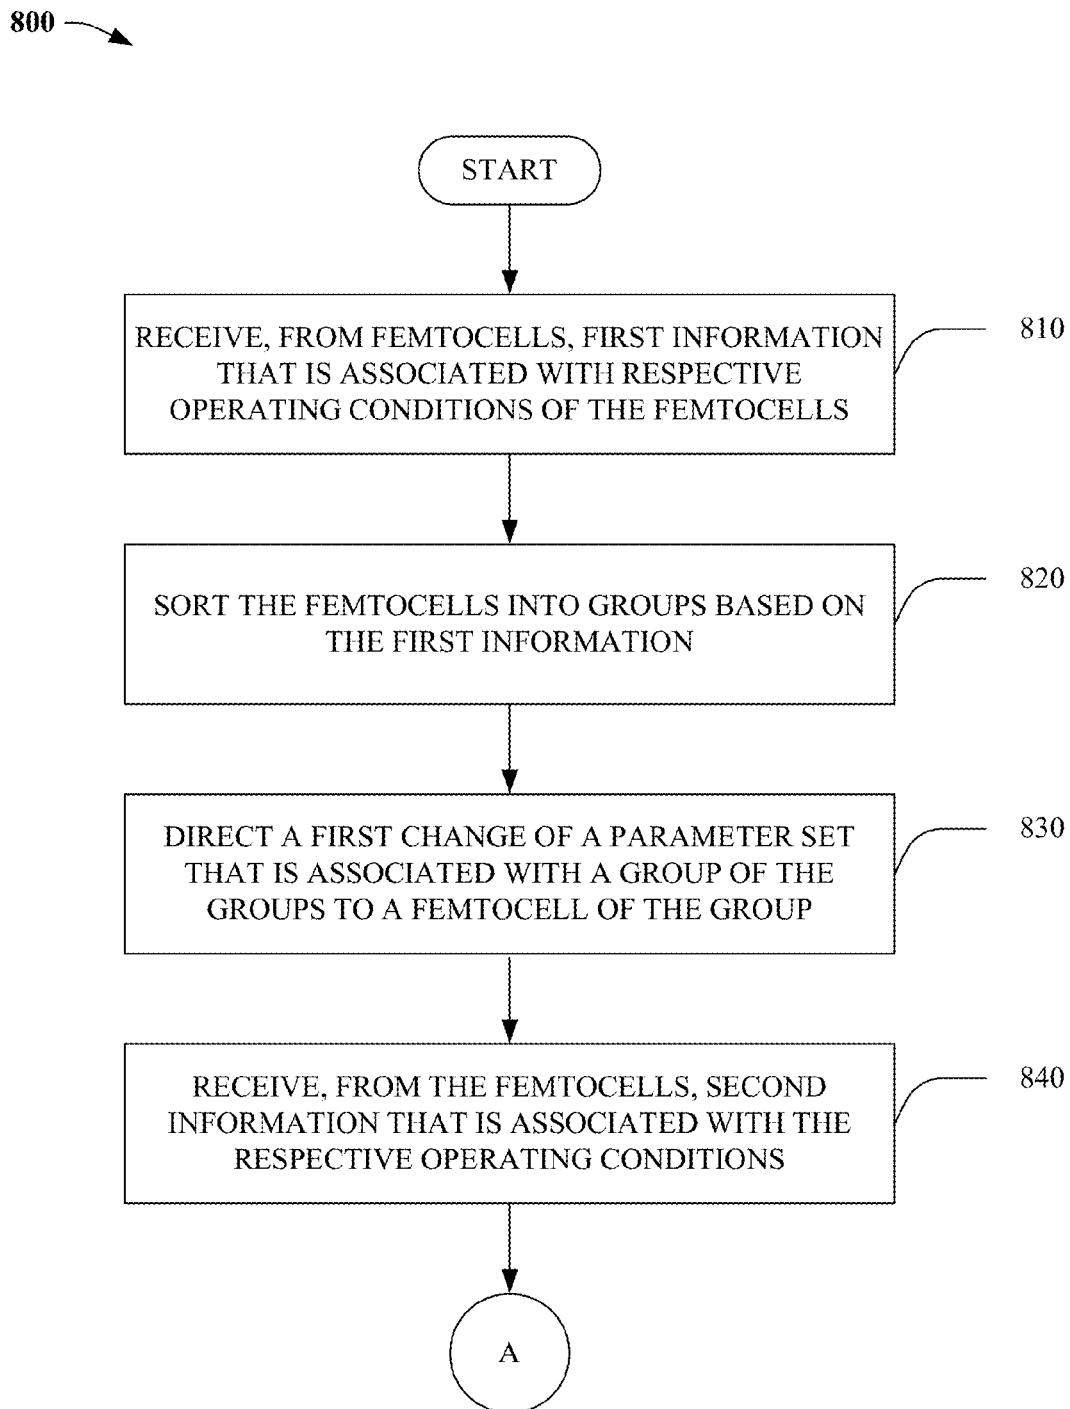 800
START
RECEIVE, FROM FEMTOCELLS, FIRST INFORMATION
THAT IS ASSOCIATED WITH RESPECTIVE
OPERATING CONDITIONS OF THE FEMTOCELLS
810
SORT THE FEMTOCELLS INTO GROUPS BASED ON
THE FIRST INFORMATION
820
DIRECT A FIRST CHANGE OF A PARAMETER SET
THAT IS ASSOCIATED WITH A GROUP OF THE
GROUPS TO A FEMTOCELL OF THE GROUP
830
RECEIVE, FROM THE FEMTOCELLS, SECOND
INFORMATION THAT IS ASSOCIATED WITH THE
RESPECTIVE OPERATING CONDITIONS
840
A